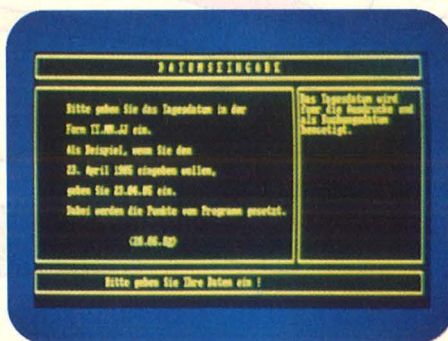 DATUMSEINGABE
Bitte geben Sie das Tagesdatum in der
Form TT.MM.JJ ein.
Als Beispiel, wenn Sie den
23. April 1985 eingeben wollen,
geben Sie 23.04.85 ein.
Dabei werden die Punkte vom Programm gesetzt.
Das Tagesdatum wird
fuer die Ausdrucke und
als Buchungsdatum
benoetigt.
Bitte geben Sie Ihre Daten ein !